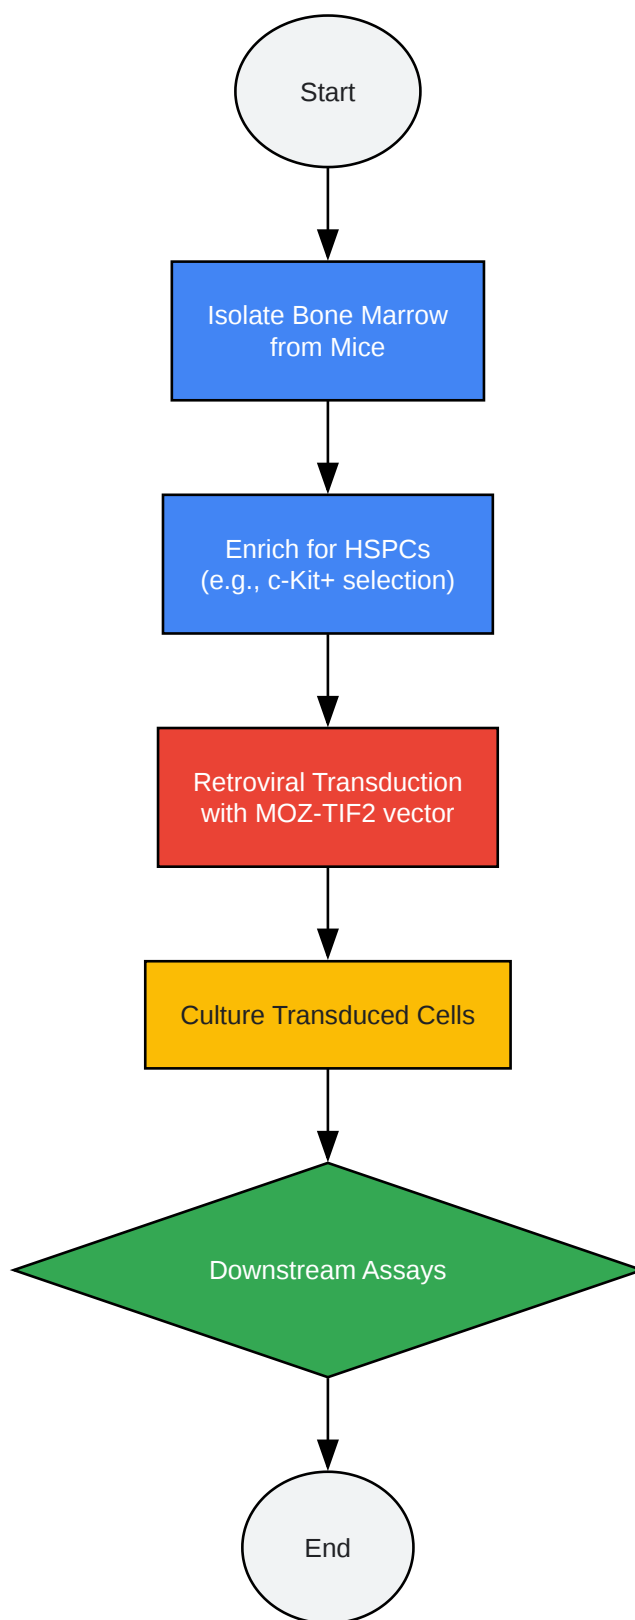 Start
Isolate Bone Marrow
from Mice
Enrich for HSPCs
(e.g., c-Kit+ selection)
Retroviral Transduction
with MOZ-TIF2 vector
Culture Transduced Cells
Downstream Assays
End